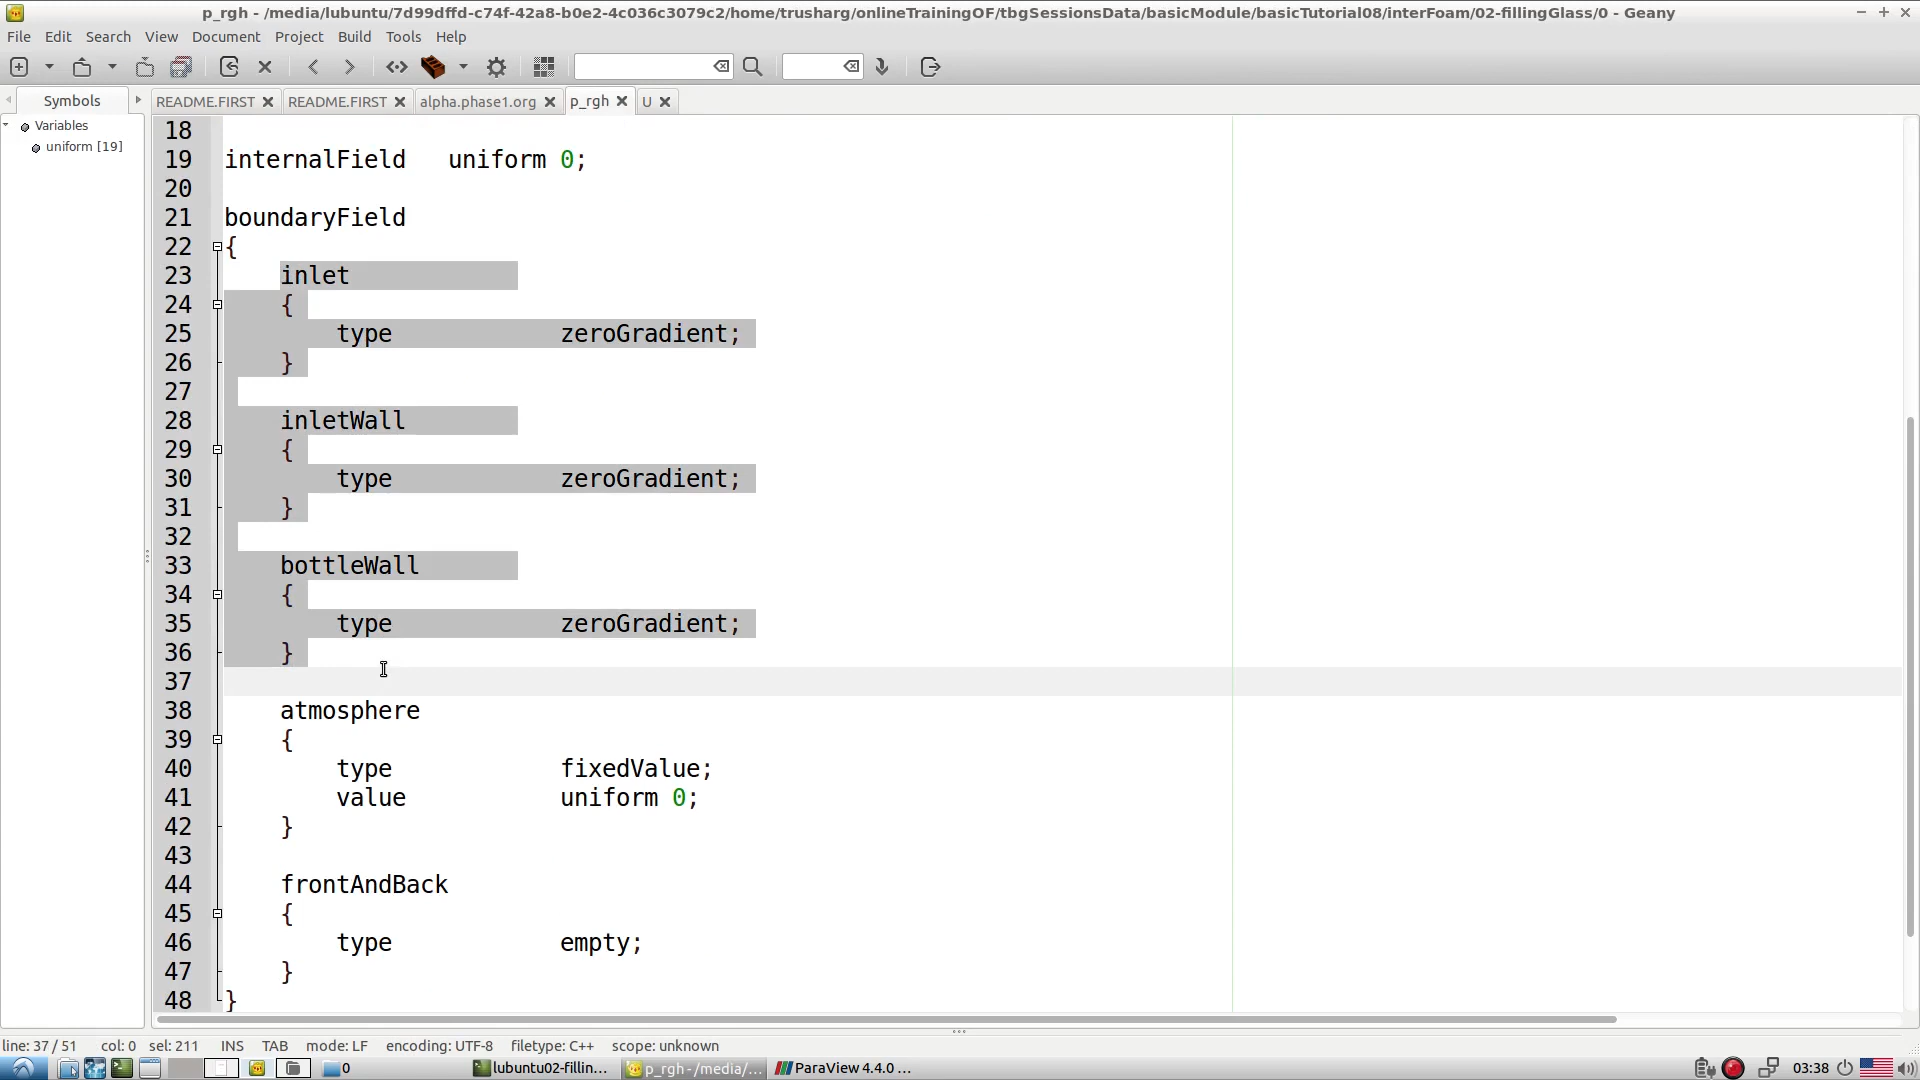 p_rgh - /media/lubuntu/7d99dffd-c74f-42a8-b0e2-4c036c3079c2/home/trusharg/onlineTrainingOF/tbgSessionsData/basicModule/basicTutorial08/interFoam/02-fillingGlass/0 - Geany
File Edit Search View Document Project Build Tools Help
Symbols README.FIRST README.FIRST alpha.phase1.org p_rgh U
Variables
uniform [19]
18
19 internalField uniform 0;
20
21 boundaryField
22 {
23 inlet
24 {
25 type zeroGradient;
26 }
27
28 inletWall
29 {
30 type zeroGradient;
31 }
32
33 bottleWall
34 {
35 type zeroGradient;
36 }
37
38 atmosphere
39 {
40 type fixedValue;
41 value uniform 0;
42 }
43
44 frontAndBack
45 {
46 type empty;
47 }
48 }
line: 37 / 51 col: 0 sel: 211 INS TAB mode: LF encoding: UTF-8 filetype: C++ scope: unknown
0 lubuntu02-fillin... p_rgh - /media/... ParaView 4.4.0 ... 03:38